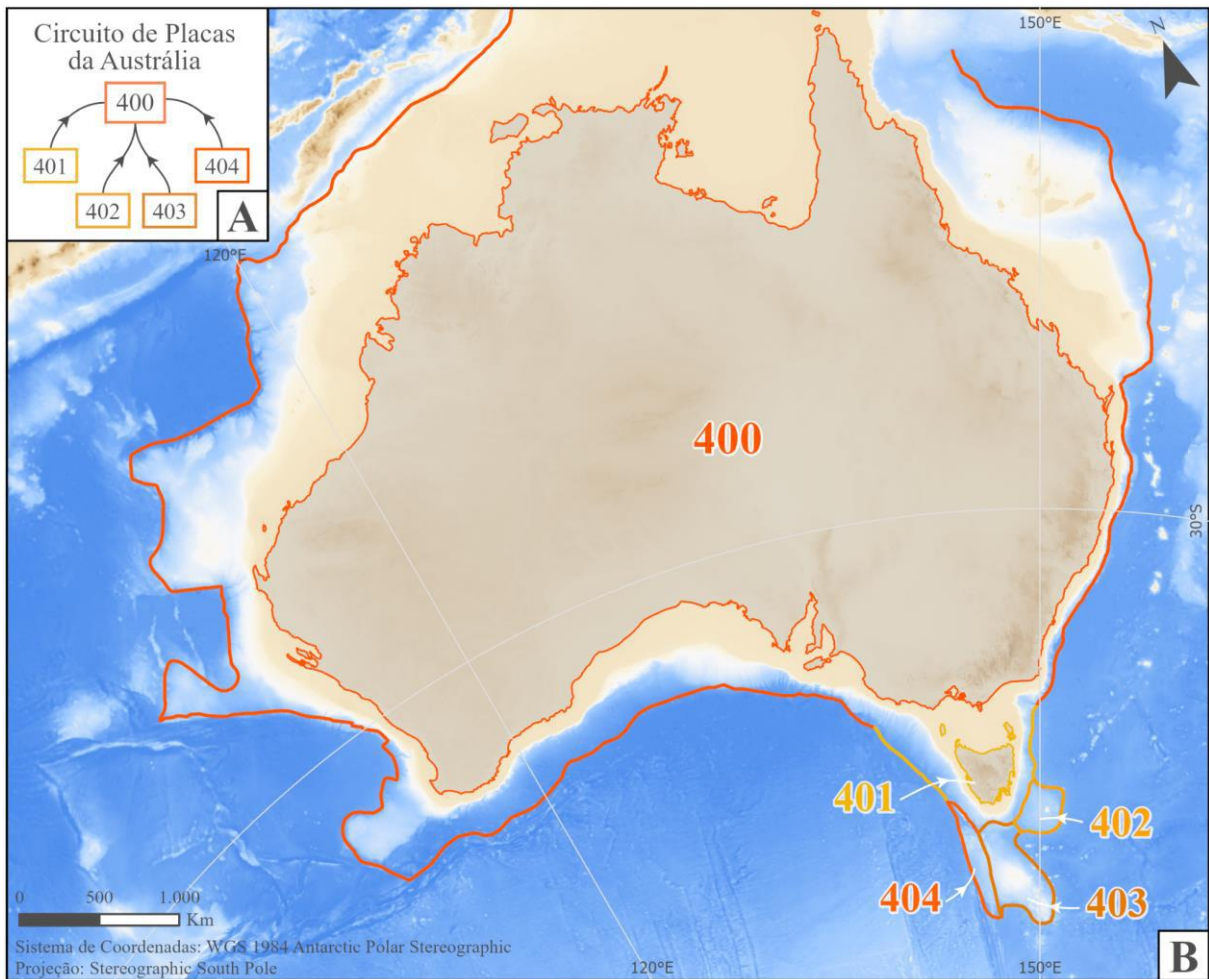 Circuito de Placas
da Austrália
400
401
404
402
403
A
150°E
N
120°E
400
30°S
401
402
404
403
0 500 1.000
Km
Sistema de Coordenadas: WGS 1984 Antarctic Polar Stereographic
Projeção: Stereographic South Pole
120°E
150°E
B